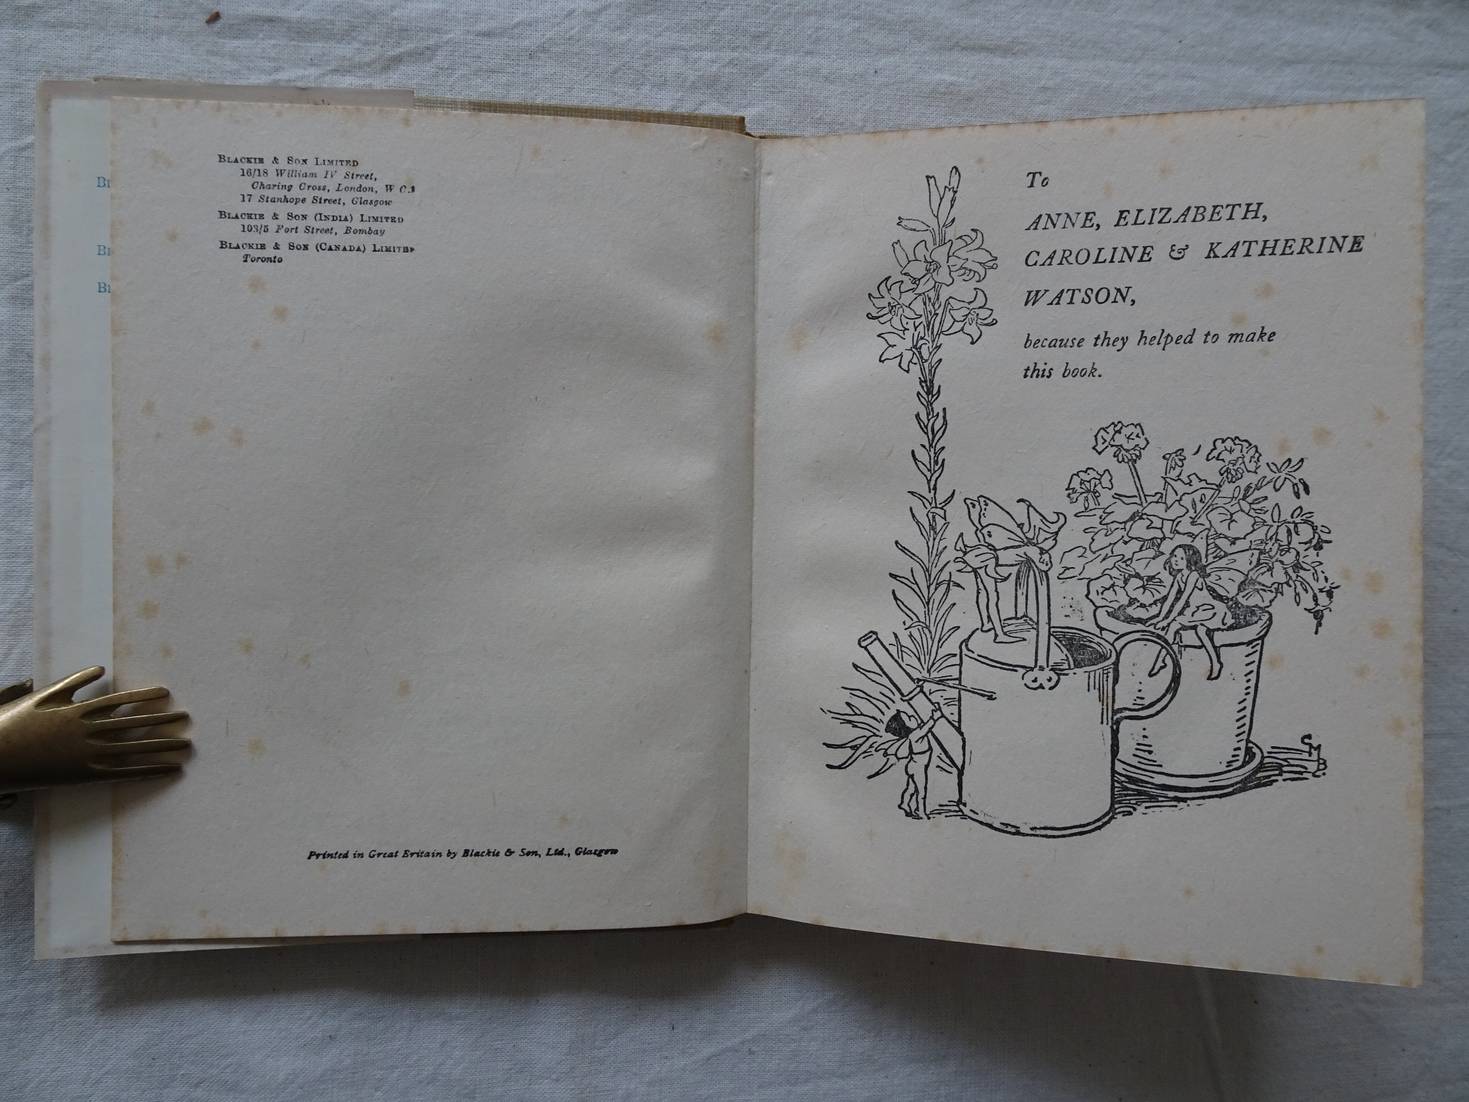 BLACKIE & SON LIMITED
16/18 William IV Street,
Charing Cross, London, W C.2
17 Stanhope Street, Glasgow
BLACKIE & SON (INDIA) LIMITED
103/5 Fort Street, Bombay
BLACKIE & SON (CANADA) LIMITED
Toronto
Printed in Great Britain by Blackie & Son, Ltd., Glasgow
To
ANNE, ELIZABETH,
CAROLINE & KATHERINE
WATSON,
because they helped to make
this book.